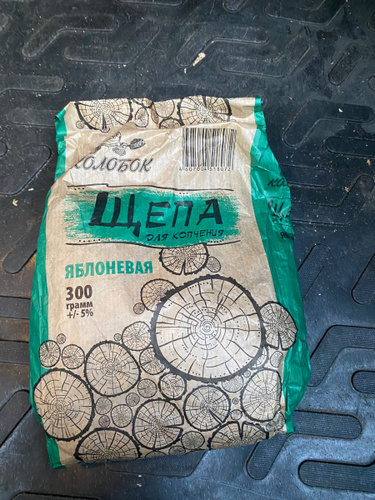 КОЛОБОК
ЩЕПА
ДЛЯ КОПЧЕНИЯ
ЯБЛОНЕВАЯ
300
грамм
+/- 5%